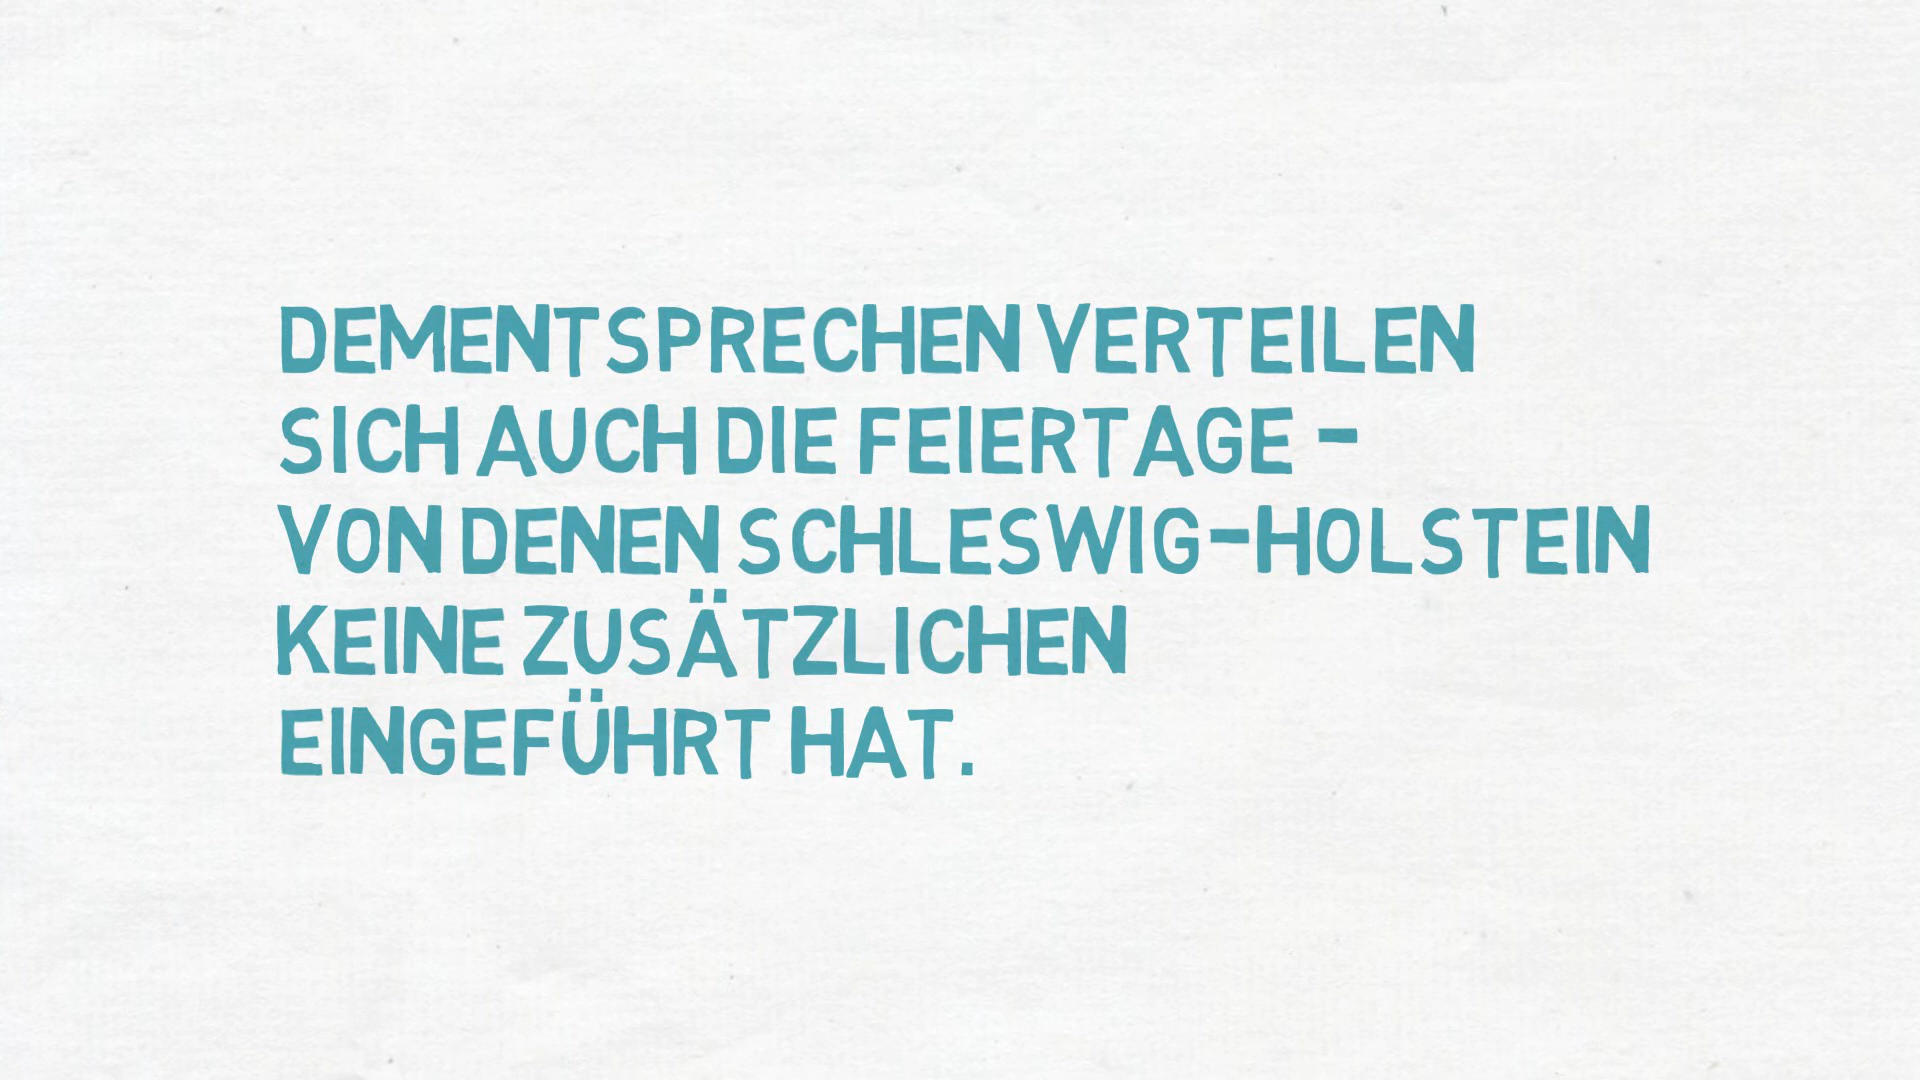 DEMENTSPRECHEN VERTEILEN
SICH AUCH DIE FEIERTAGE -
VON DENEN SCHLESWIG-HOLSTEIN
KEINE ZUSÄTZLICHEN
EINGEFÜHRT HAT.